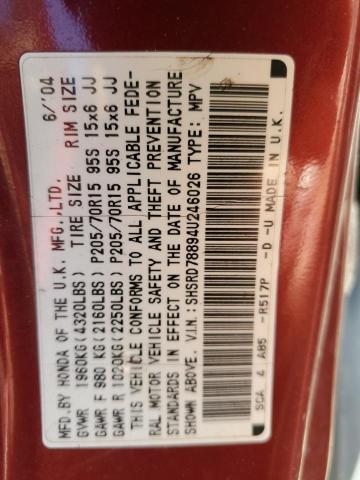 MFD.BY HONDA OF THE U.K. MFG.,LTD. 6/'04
GVWR 1960KG(4320LBS) TIRE SIZE RIM SIZE
GAWR F 980 KG(2160LBS) P205/70R15 95S 15x6 JJ
GAWR R 1020KG(2250LBS) P205/70R15 95S 15x6 JJ
THIS VEHICLE CONFORMS TO ALL APPLICABLE FEDE-
RAL MOTOR VEHICLE SAFETY AND THEFT PREVENTION
STANDARDS IN EFFECT ON THE DATE OF MANUFACTURE
SHOWN ABOVE. V.I.N.:SHSRD78894U246026 TYPE: MPV
SCA 4 A85 -R517P -D -U MADE IN U.K.